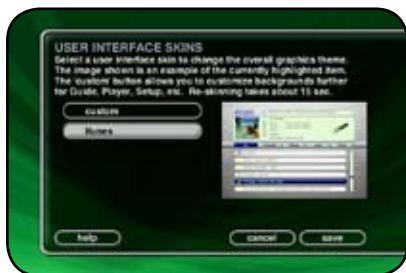 USER INTERFACE SKINS
Select a user interface skin to change the overall graphics theme.
The image shown is an example of the currently highlighted item.
The 'custom' button allows you to customize backgrounds further
for Guide, Player, Setup, etc. Re-skinning takes about 15 sec.
custom
itunes
help
cancel
save